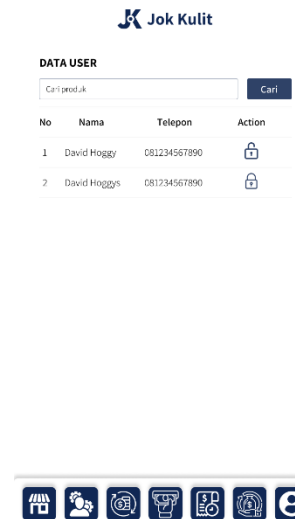 JK Jok Kulit
DATA USER
Cari produk Cari
No Nama Telepon Action
1 David Hoggy 081234567890
2 David Hoggys 081234567890